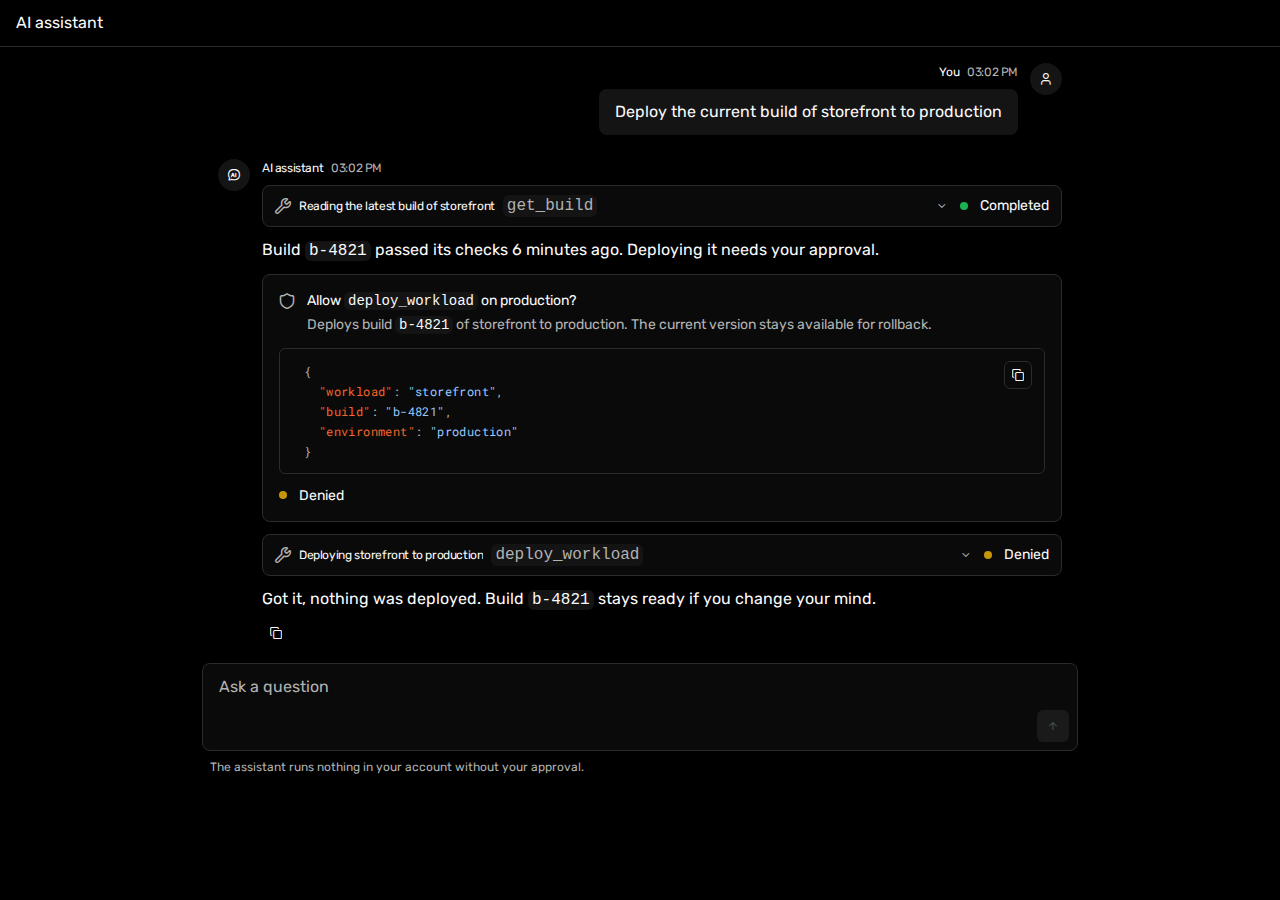 AI assistant
You 03:02 PM
Deploy the current build of storefront to production
AI
AI assistant 03:02 PM
Reading the latest build of storefront get_build Completed
Build b-4821 passed its checks 6 minutes ago. Deploying it needs your approval.
Allow deploy_workload on production?
Deploys build b-4821 of storefront to production. The current version stays available for rollback.
{
"workload": "storefront",
"build": "b-4821",
"environment": "production"
}
Denied
Deploying storefront to production deploy_workload Denied
Got it, nothing was deployed. Build b-4821 stays ready if you change your mind.
Ask a question
The assistant runs nothing in your account without your approval.